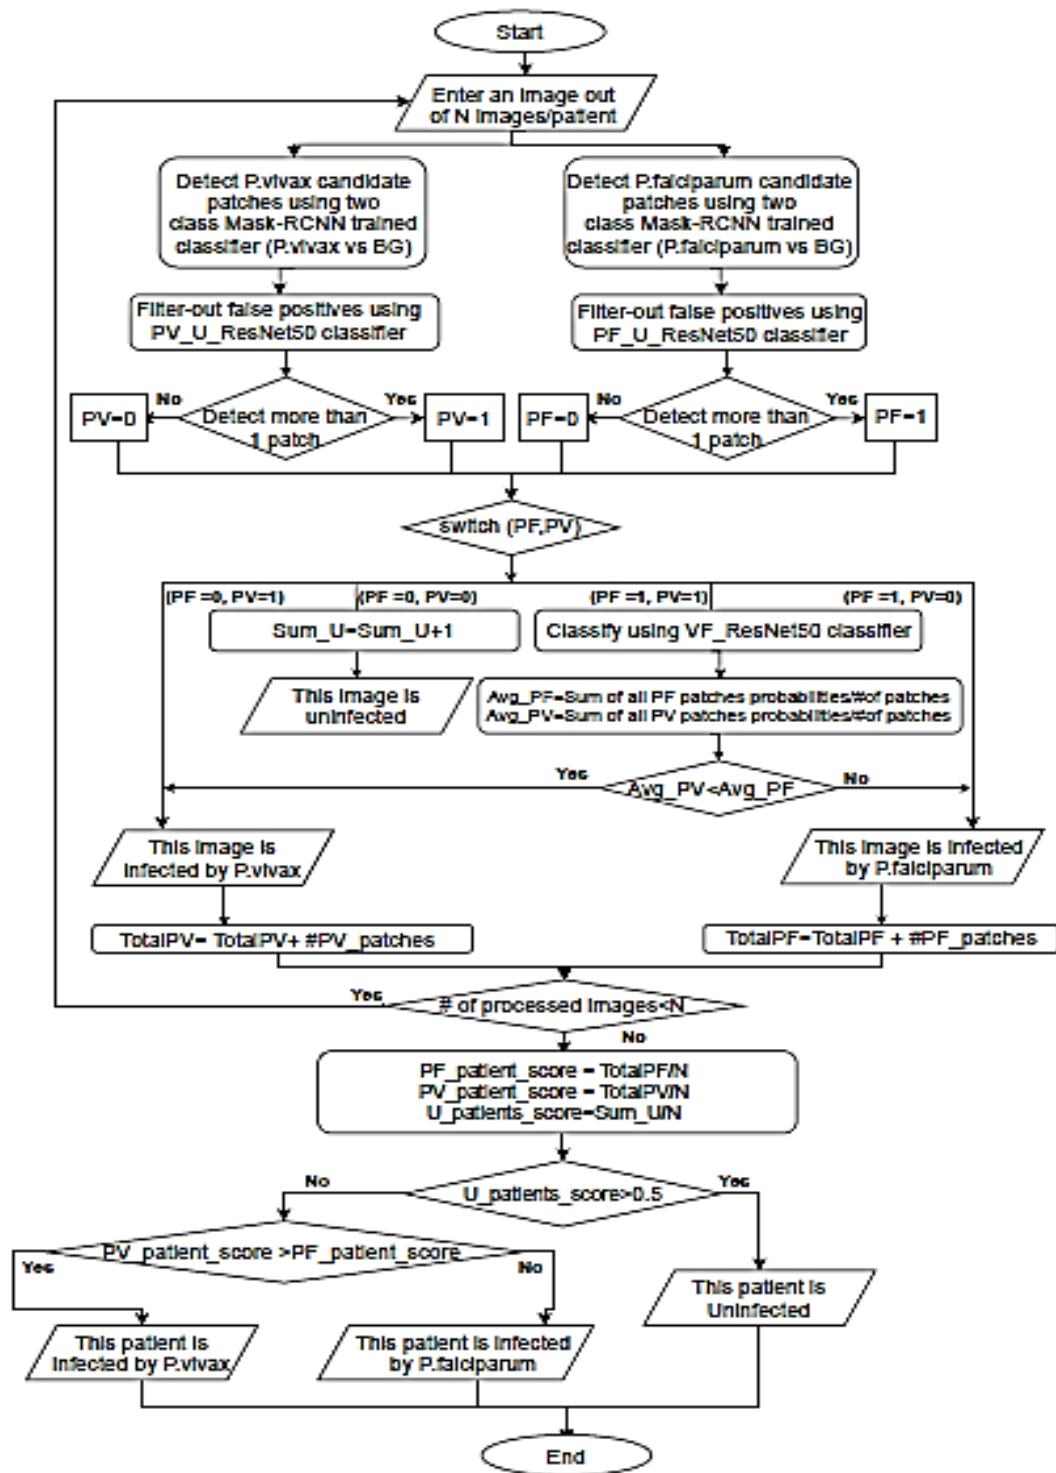 Start
Enter an image out
of N images/patient
Detect P.vivax candidate
patches using two
class Mask-RCNN trained
classifier (P.vivax vs BG)
Detect P.falciparum candidate
patches using two
class Mask-RCNN trained
classifier (P.falciparum vs BG)
Filter-out false positives using
PV_U_ResNet50 classifier
Filter-out false positives using
PF_U_ResNet50 classifier
No
Yes
PV=0
Detect more than
1 patch
PV=1
No
Yes
PF=0
Detect more than
1 patch
PF=1
switch (PF,PV)
(PF =0, PV=1)
(PF =0, PV=0)
(PF =1, PV=1)
(PF =1, PV=0)
Sum_U=Sum_U+1
Classify using VF_ResNet50 classifier
This image is
uninfected
Avg_PF=Sum of all PF patches probabilities/#of patches
Avg_PV=Sum of all PV patches probabilities/#of patches
Yes
Avg_PV<Avg_PF
No
This image is
infected by P.vivax
This image is infected
by P.falciparum
TotalPV= TotalPV+ #PV_patches
TotalPF=TotalPF + #PF_patches
Yes
# of processed images<N
No
PF_patient_score = TotalPF/N
PV_patient_score = TotalPV/N
U_patients_score=Sum_U/N
No
U_patients_score>0.5
Yes
PV_patient_score >PF_patient_score
Yes
No
This patient is
Uninfected
This patient is
infected by P.vivax
This patient is infected
by P.falciparum
End